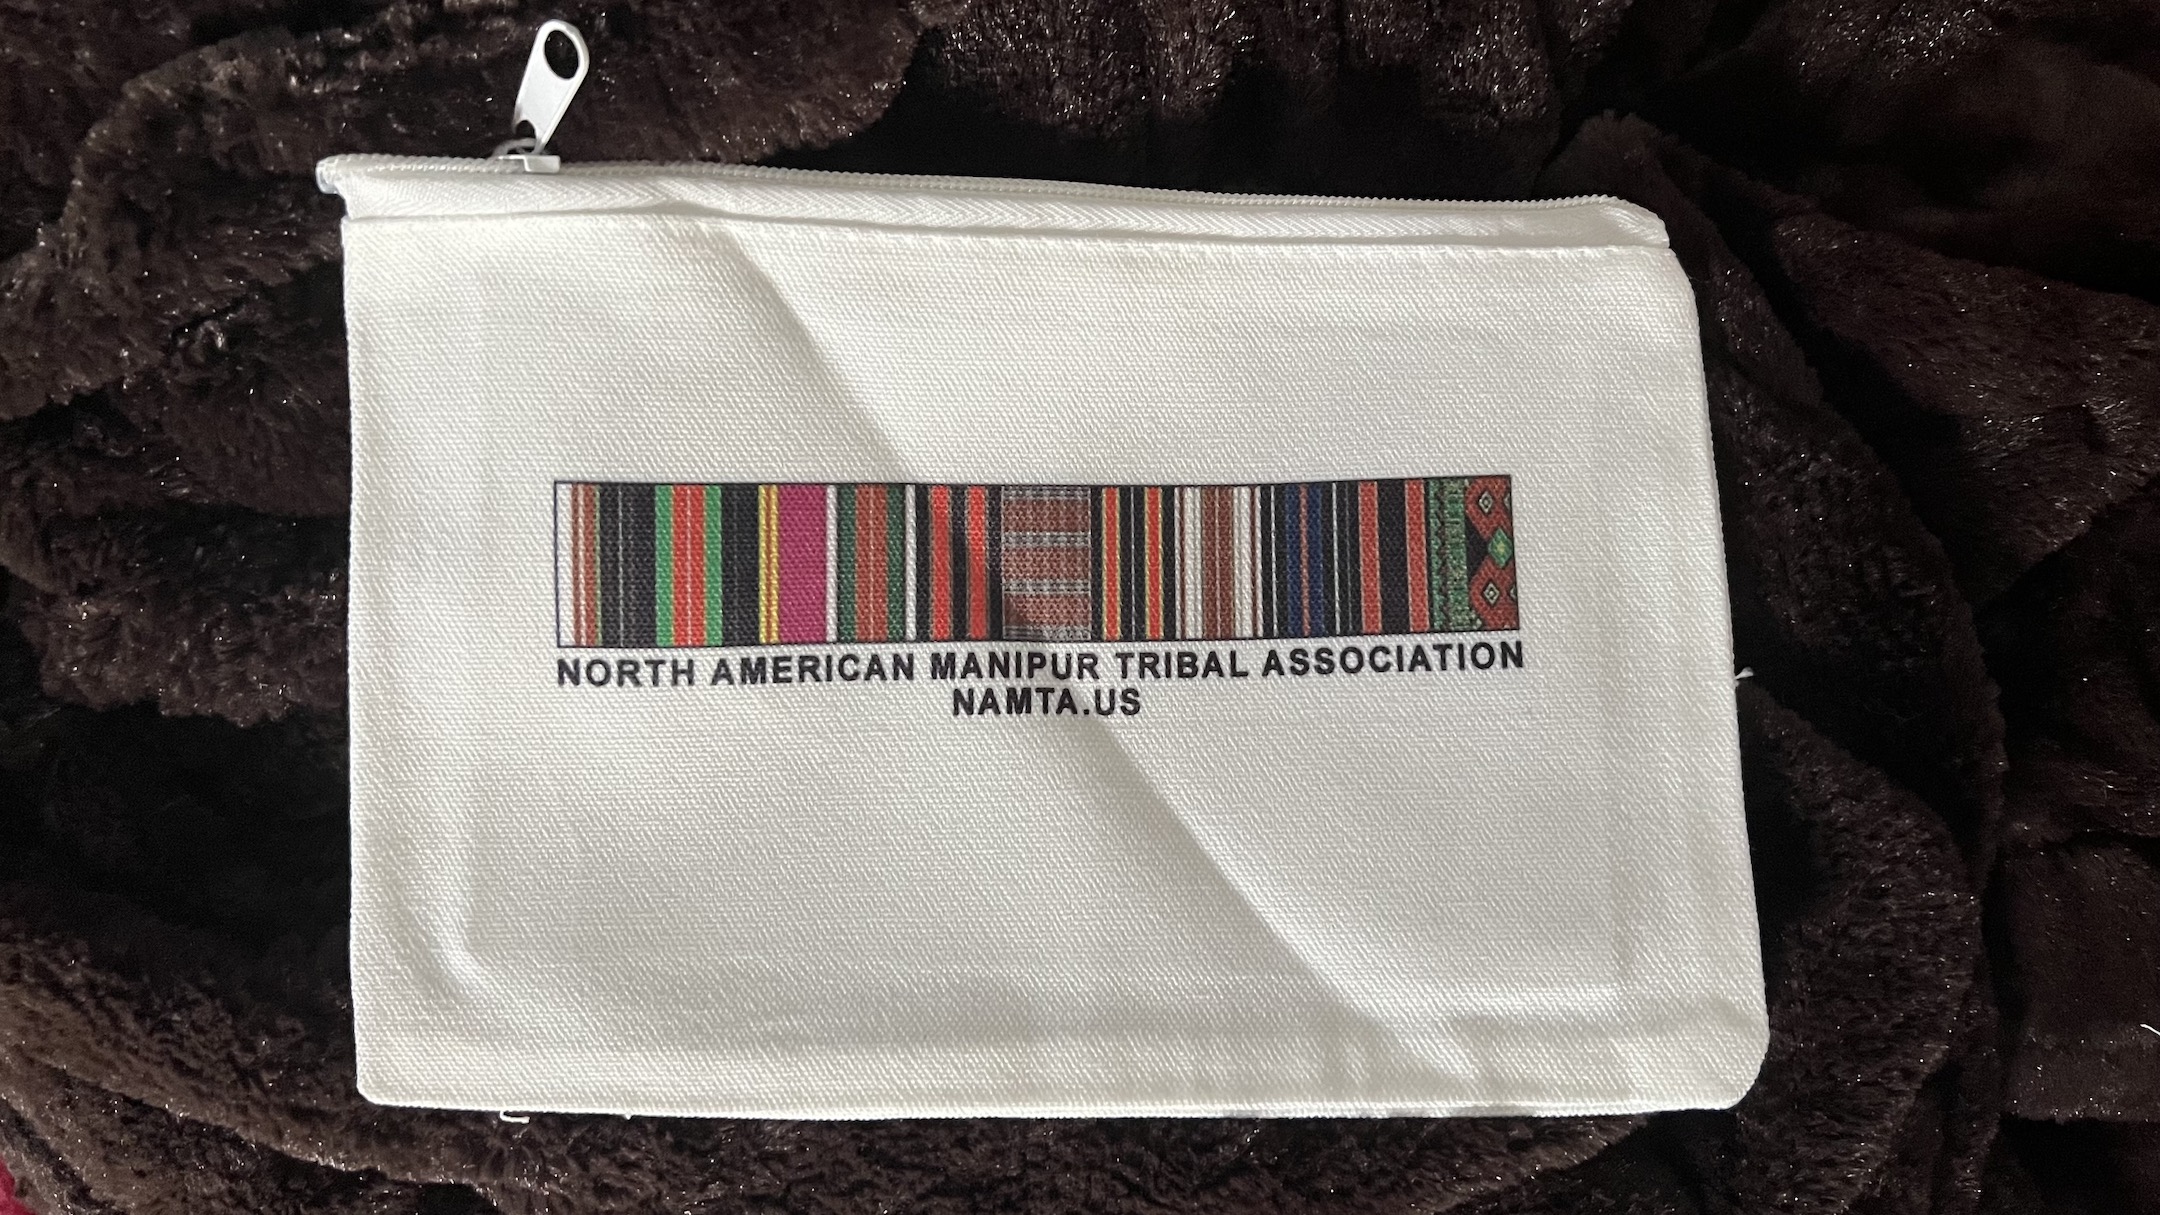 NORTH AMERICAN MANIPUR TRIBAL ASSOCIATION
NAMTA.US